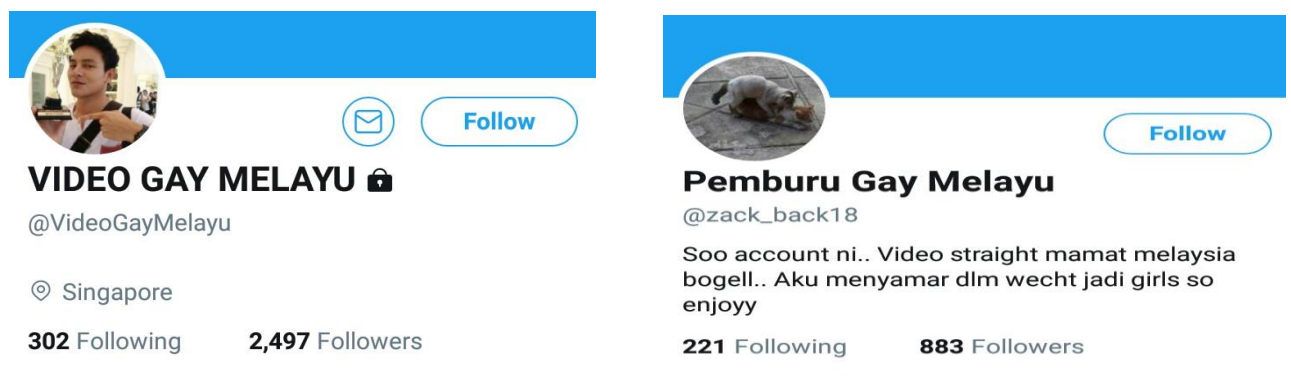 Follow
VIDEO GAY MELAYU
@VideoGayMelayu
Singapore
302 Following 2,497 Followers
Follow
Pemburu Gay Melayu
@zack_back18
Soo account ni.. Video straight mamat melaysia
bogell.. Aku menyamar dlm wecht jadi girls so
enjoyy
221 Following 883 Followers